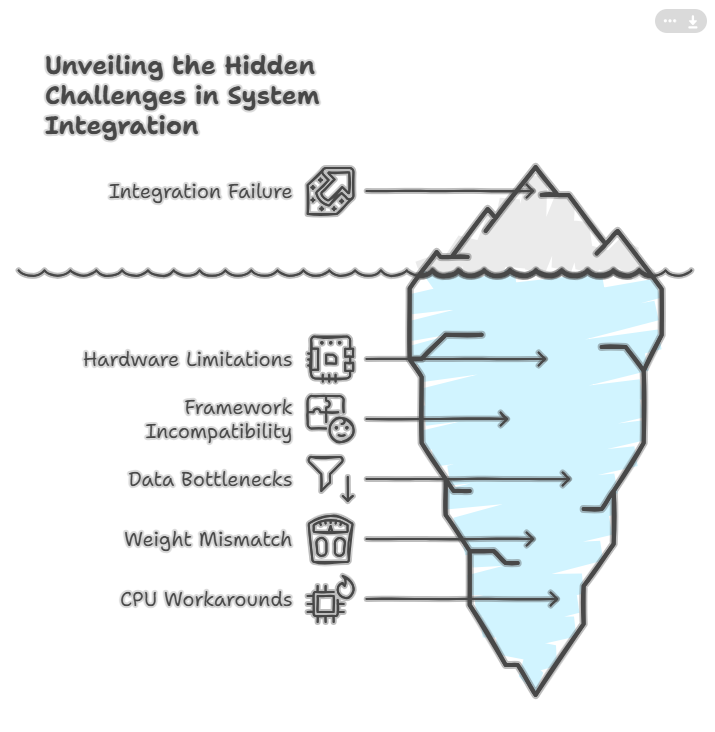 Unveiling the Hidden
Challenges in System
Integration
Integration Failure
Hardware Limitations
Framework
Incompatibility
Data Bottlenecks
Weight Mismatch
CPU Workarounds